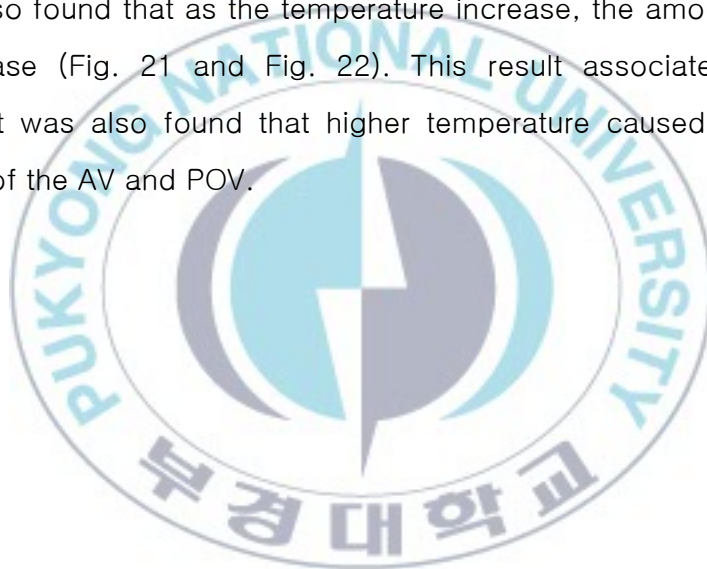 so found that as the temperature increase, the amo
ase (Fig. 21 and Fig. 22). This result associate
t was also found that higher temperature caused
of the AV and POV.
PUKYONG NATIONAL UNIVERSITY
부경대학교